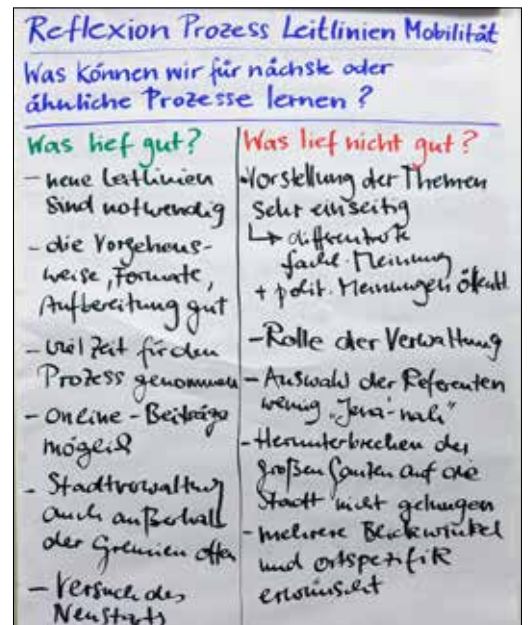 Reflexion Prozess Leitlinien Mobilität
Was können wir für nächste oder
ähnliche Prozesse lernen ?
Was lief gut?
- neue Leitlinien
sind notwendig
- die Vorgehens-
weise, Formate,
Aufbereitung gut
- viel Zeit für den
Prozess genommen
- Online-Beiträge
möglich
- Stadtverwaltung
auch außerhalb
der Gremien offen
- Versuch des
Neustarts
Was lief nicht gut?
- Vorstellung der Themen
sehr einseitig
↳ differenzierte
fachl. Meinung
+ polit. Meinungen
- Rolle der Verwaltung
- Auswahl der Referenten
wenig „Jena-nah"
- Herunterbrechen des
großen Ganzen auf die
Stadt nicht gelungen
- mehrere Blickwinkel
und ortspezifik
erwünscht